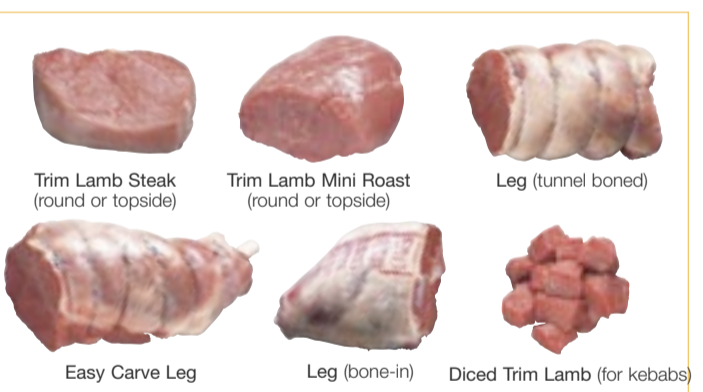 Trim Lamb Steak
(round or topside)
Trim Lamb Mini Roast
(round or topside)
Leg (tunnel boned)
Easy Carve Leg
Leg (bone-in)
Diced Trim Lamb (for kebabs)